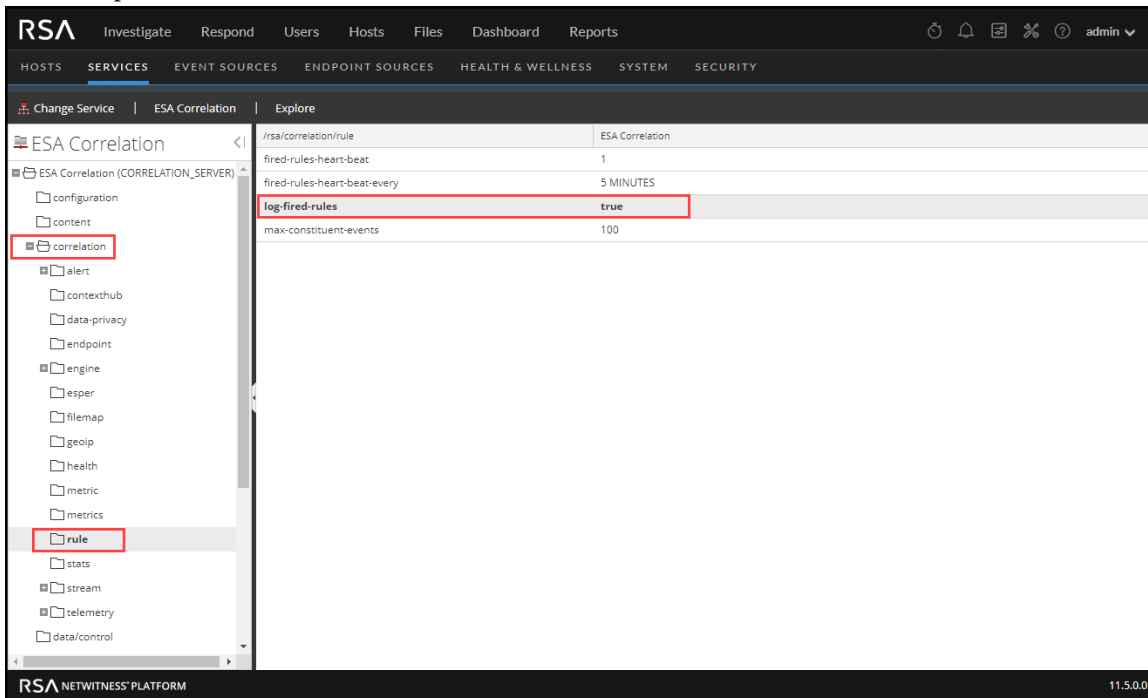 RSA Investigate Respond Users Hosts Files Dashboard Reports admin
HOSTS SERVICES EVENT SOURCES ENDPOINT SOURCES HEALTH & WELLNESS SYSTEM SECURITY
Change Service | ESA Correlation | Explore
ESA Correlation
ESA Correlation (CORRELATION_SERVER)
configuration
content
correlation
alert
contexthub
data-privacy
endpoint
engine
esper
filemap
geoip
health
metric
metrics
rule
stats
stream
telemetry
data/control
/rsa/correlation/rule ESA Correlation
fired-rules-heart-beat 1
fired-rules-heart-beat-every 5 MINUTES
log-fired-rules true
max-constituent-events 100
RSA NETWITNESS® PLATFORM 11.5.0.0